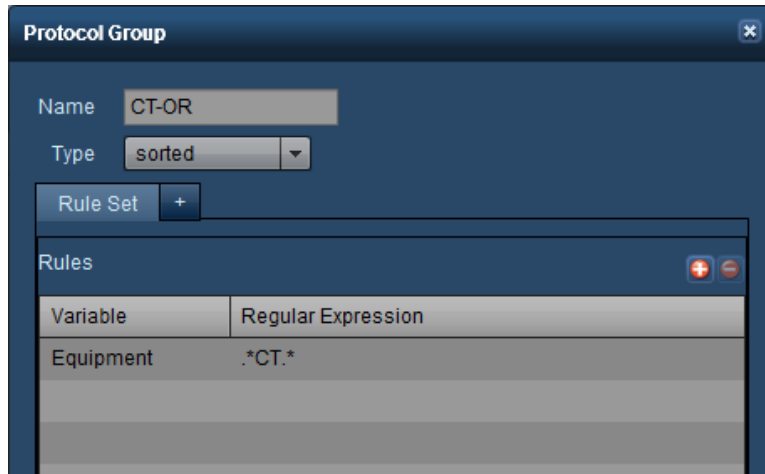 Protocol Group
Name CT-OR
Type sorted
Rule Set +
Rules
Variable Regular Expression
Equipment .*CT.*